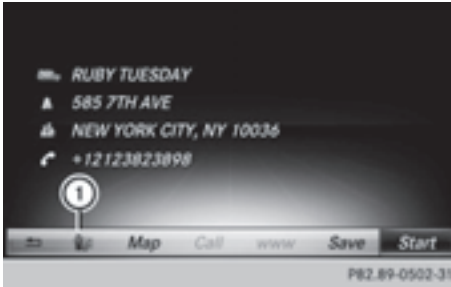 RUBY TUESDAY
585 7TH AVE
NEW YORK CITY, NY 10036
+12123823898
1
Map Call www Save Start
P82.89-0502-31